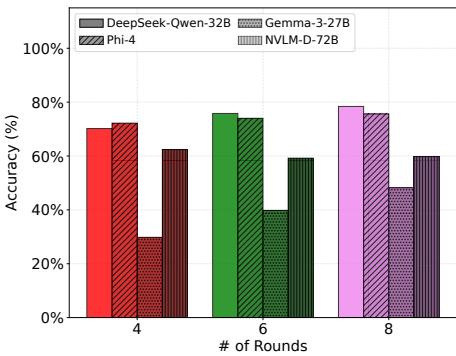 DeepSeek-Qwen-32B
Phi-4
Gemma-3-27B
NVLM-D-72B
100%
80%
60%
40%
20%
0%
Accuracy (%)
4 6 8
# of Rounds